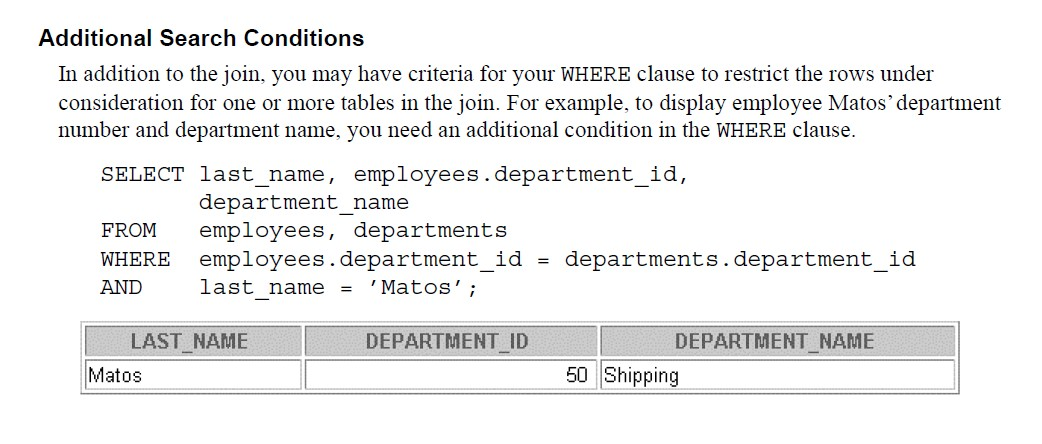 Additional Search Conditions
In addition to the join, you may have criteria for your WHERE clause to restrict the rows under
consideration for one or more tables in the join. For example, to display employee Matos’ department
number and department name, you need an additional condition in the WHERE clause.
SELECT last_name, employees.department_id,
department_name
FROM employees, departments
WHERE employees.department_id = departments.department_id
AND last_name = ’Matos’;
LAST_NAME DEPARTMENT_ID DEPARTMENT_NAME
Matos 50 Shipping